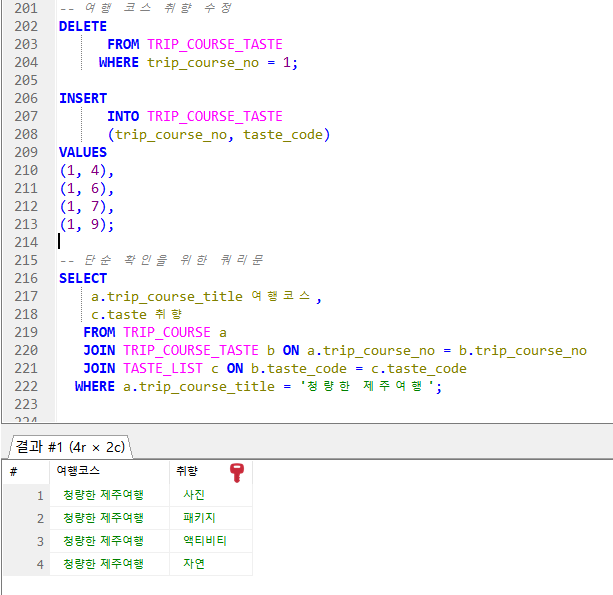 201 -- 여행 코스 취향 수정
202 DELETE
203 FROM TRIP_COURSE_TASTE
204 WHERE trip_course_no = 1;
205
206 INSERT
207 INTO TRIP_COURSE_TASTE
208 (trip_course_no, taste_code)
209 VALUES
210 (1, 4),
211 (1, 6),
212 (1, 7),
213 (1, 9);
214
215 -- 단순 확인을 위한 쿼리문
216 SELECT
217 a.trip_course_title 여행코스,
218 c.taste 취향
219 FROM TRIP_COURSE a
220 JOIN TRIP_COURSE_TASTE b ON a.trip_course_no = b.trip_course_no
221 JOIN TASTE_LIST c ON b.taste_code = c.taste_code
222 WHERE a.trip_course_title = '청량한 제주여행';
223
결과 #1 (4r × 2c)
# 여행코스 취향
1 청량한 제주여행 사진
2 청량한 제주여행 패키지
3 청량한 제주여행 액티비티
4 청량한 제주여행 자연